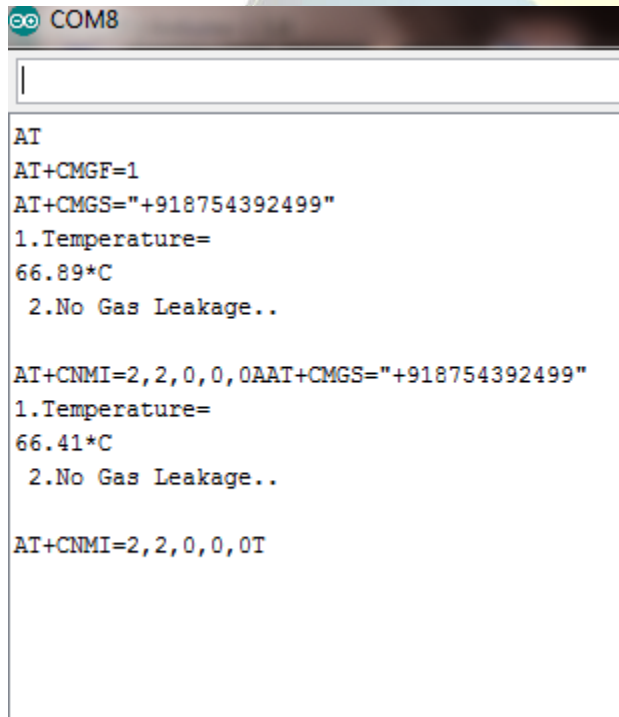 COM8
AT
AT+CMGF=1
AT+CMGS="+918754392499"
1.Temperature=
66.89*C
 2.No Gas Leakage..
AT+CNMI=2,2,0,0,0AAT+CMGS="+918754392499"
1.Temperature=
66.41*C
 2.No Gas Leakage..
AT+CNMI=2,2,0,0,0T